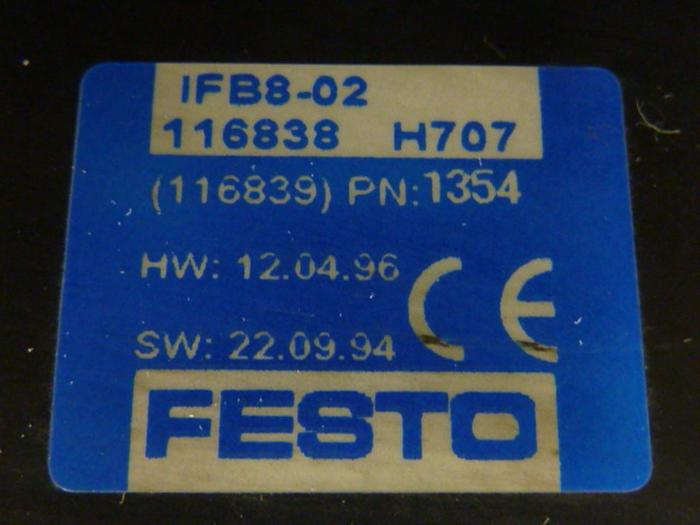 IFB8-02
116838 H707
(116839) PN:1354
HW: 12.04.96
SW: 22.09.94
CE
FESTO